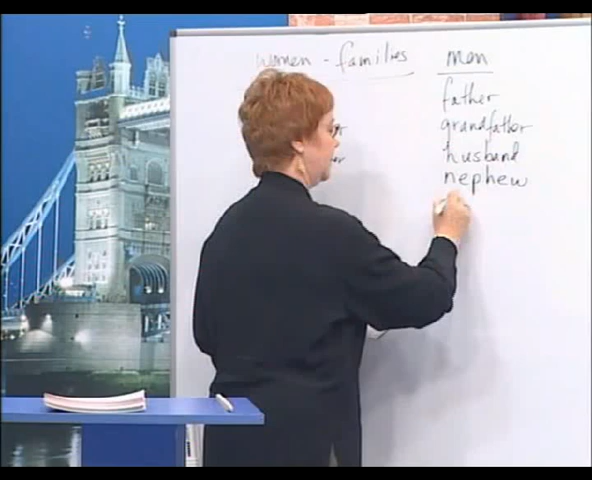 women - families men
father
grandfather
husband
nephew